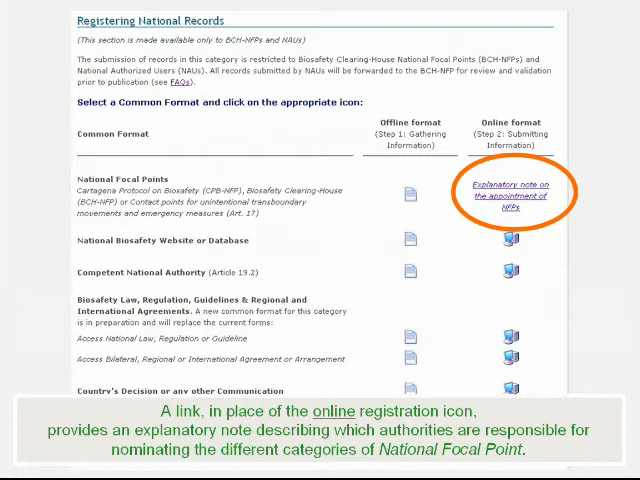 Registering National Records
(This section is made available only to BCH-NFPs and NAUs)
The submission of records in this category is restricted to Biosafety Clearing-House National Focal Points (BCH-NFPs) and
National Authorized Users (NAUs). All records submitted by NAUs will be forwarded to the BCH-NFP for review and validation
prior to publication (see FAQs).
Select a Common Format and click on the appropriate icon:
Common Format
Offline format
(Step 1: Gathering
Information)
Online format
(Step 2: Submitting
Information)
National Focal Points
Cartagena Protocol on Biosafety (CPB-NFP), Biosafety Clearing-House
(BCH-NFP) or Contact points for unintentional transboundary
movements and emergency measures (Art. 17)
Explanatory note on
the appointment of
NFPs
National Biosafety Website or Database
Competent National Authority (Article 19.2)
Biosafety Law, Regulation, Guidelines & Regional and
International Agreements. A new common format for this category
is in preparation and will replace the current forms:
Access National Law, Regulation or Guideline
Access Bilateral, Regional or International Agreement or Arrangement
Country's Decision or any other Communication
A link, in place of the online registration icon,
provides an explanatory note describing which authorities are responsible for
nominating the different categories of National Focal Point.